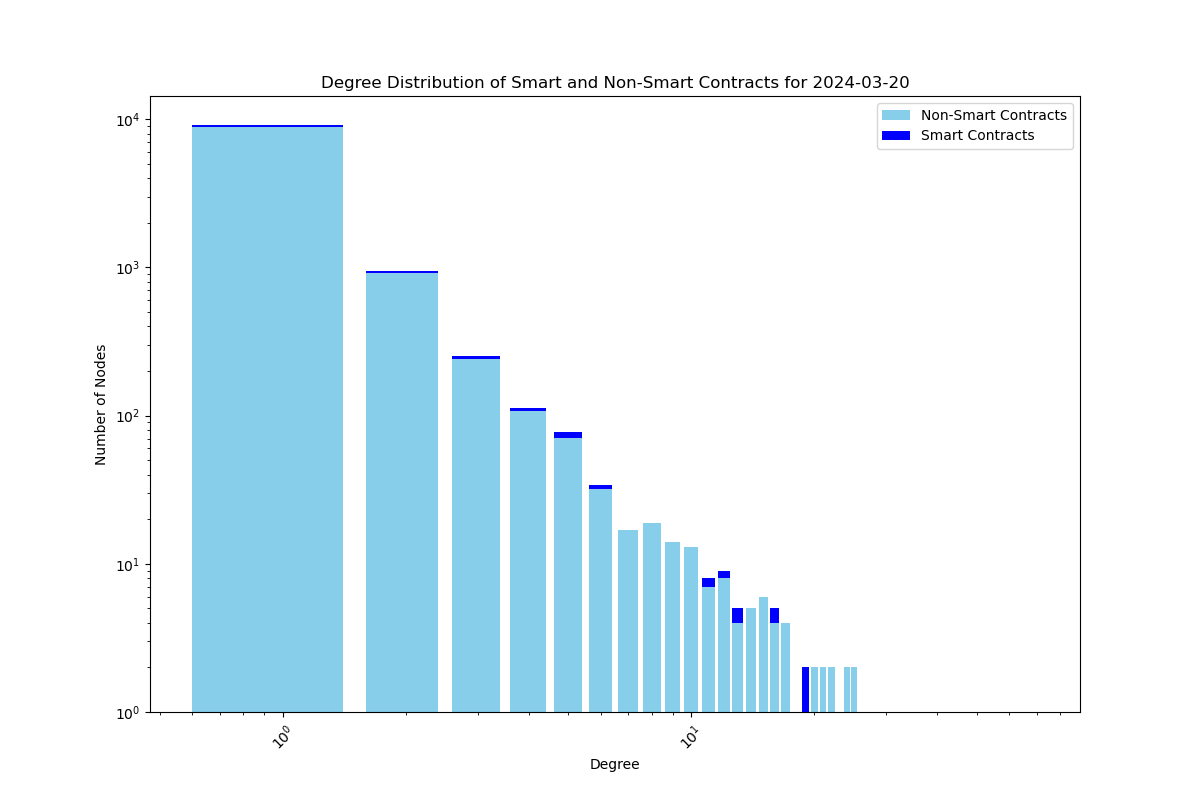 Degree Distribution of Smart and Non-Smart Contracts for 2024-03-20
Non-Smart Contracts
Smart Contracts
Number of Nodes
10⁴
10³
10²
10¹
10⁰
10⁰
10¹
Degree